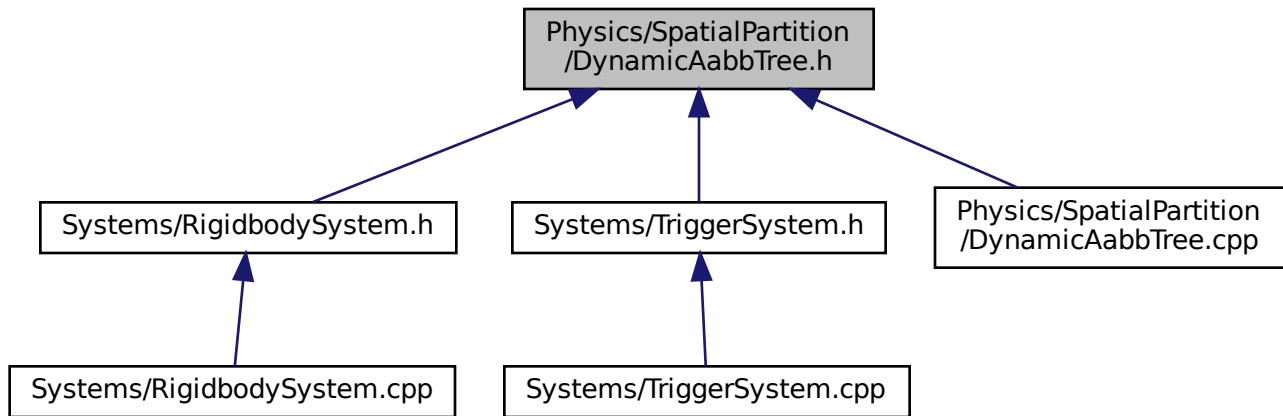 Physics/SpatialPartition
/DynamicAabbTree.h
Systems/RigidbodySystem.h
Systems/TriggerSystem.h
Physics/SpatialPartition
/DynamicAabbTree.cpp
Systems/RigidbodySystem.cpp
Systems/TriggerSystem.cpp